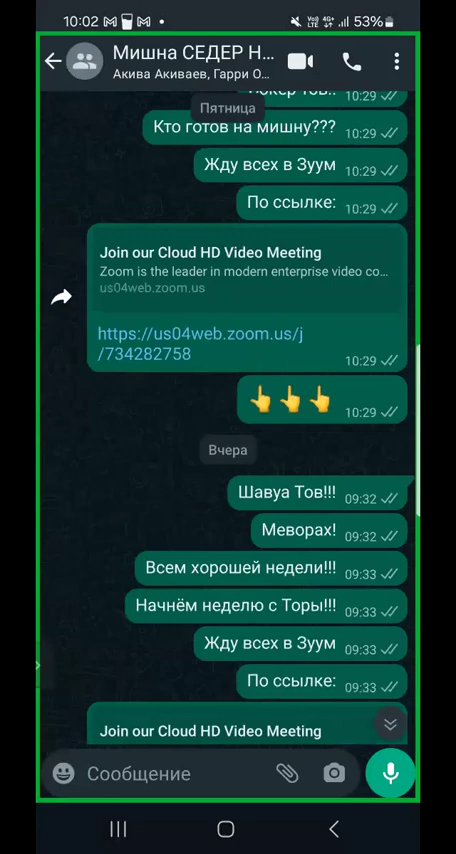 10:02
53%
Мишна СЕДЕР Н...
Акива Акиваев, Гарри О...
10:29
Пятница
Кто готов на мишну???
10:29
Жду всех в Зуум
10:29
По ссылке:
10:29
Join our Cloud HD Video Meeting
Zoom is the leader in modern enterprise video co...
us04web.zoom.us
https://us04web.zoom.us/j
/734282758
10:29
10:29
Вчера
Шавуа Тов!!!
09:32
Меворах!
09:32
Всем хорошей недели!!!
09:33
Начнём неделю с Торы!!!
09:33
Жду всех в Зуум
09:33
По ссылке:
09:33
Join our Cloud HD Video Meeting
Сообщение